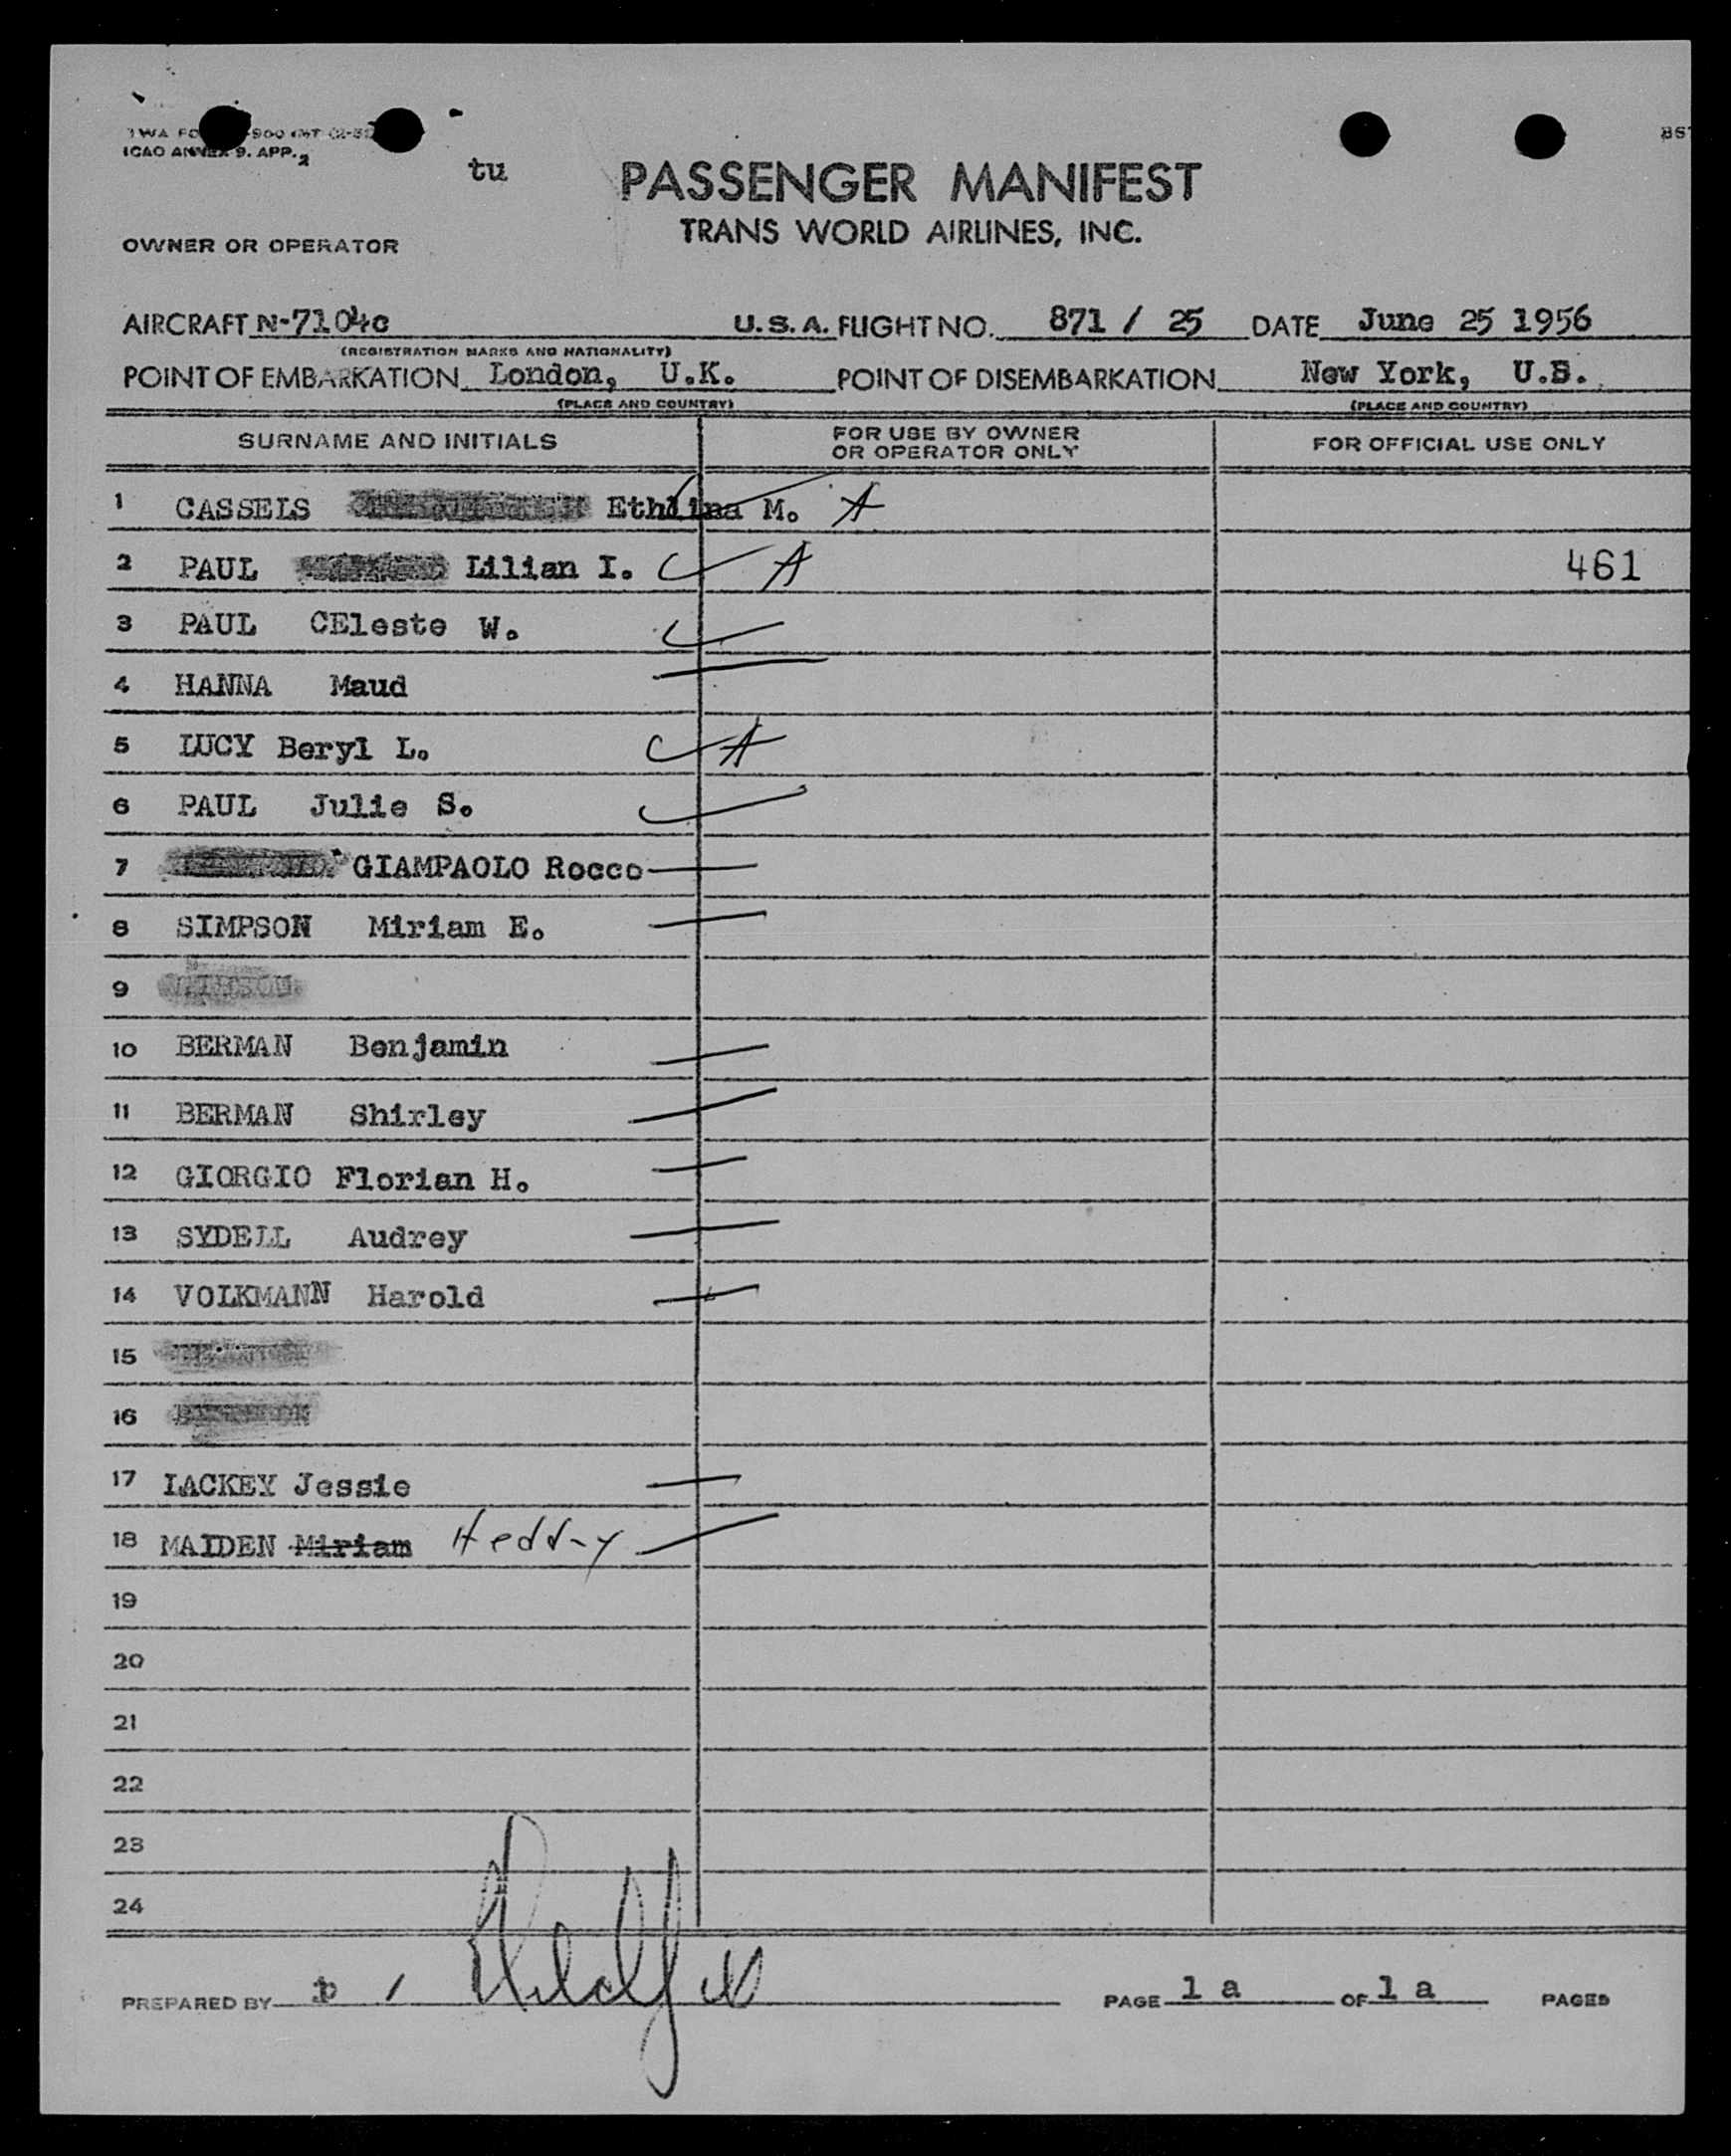 ICAO ANNEX 9. APP. 2
tu
PASSENGER MANIFEST
TRANS WORLD AIRLINES, INC.
OWNER OR OPERATOR
AIRCRAFT N-7104c U.S.A. FLIGHT NO. 871 / 25 DATE June 25 1956
(REGISTRATION MARKS AND NATIONALITY)
POINT OF EMBARKATION London, U.K. POINT OF DISEMBARKATION New York, U.S.
(PLACE AND COUNTRY) (PLACE AND COUNTRY)
SURNAME AND INITIALS FOR USE BY OWNER OR OPERATOR ONLY FOR OFFICIAL USE ONLY
1 CASSELS Ethlina M. A
2 PAUL Lilian I. A 461
3 PAUL CEleste W.
4 HANNA Maud
5 LUCY Beryl L. A
6 PAUL Julie S.
7 GIAMPAOLO Rocco
8 SIMPSON Miriam E.
9
10 BERMAN Benjamin
11 BERMAN Shirley
12 GIORGIO Florian H.
13 SYDELL Audrey
14 VOLKMANN Harold
15
16
17 LACKEY Jessie
18 MAIDEN Miriam
19
20
21
22
23
24
PREPARED BY PAGE 1 a OF 1 a PAGES